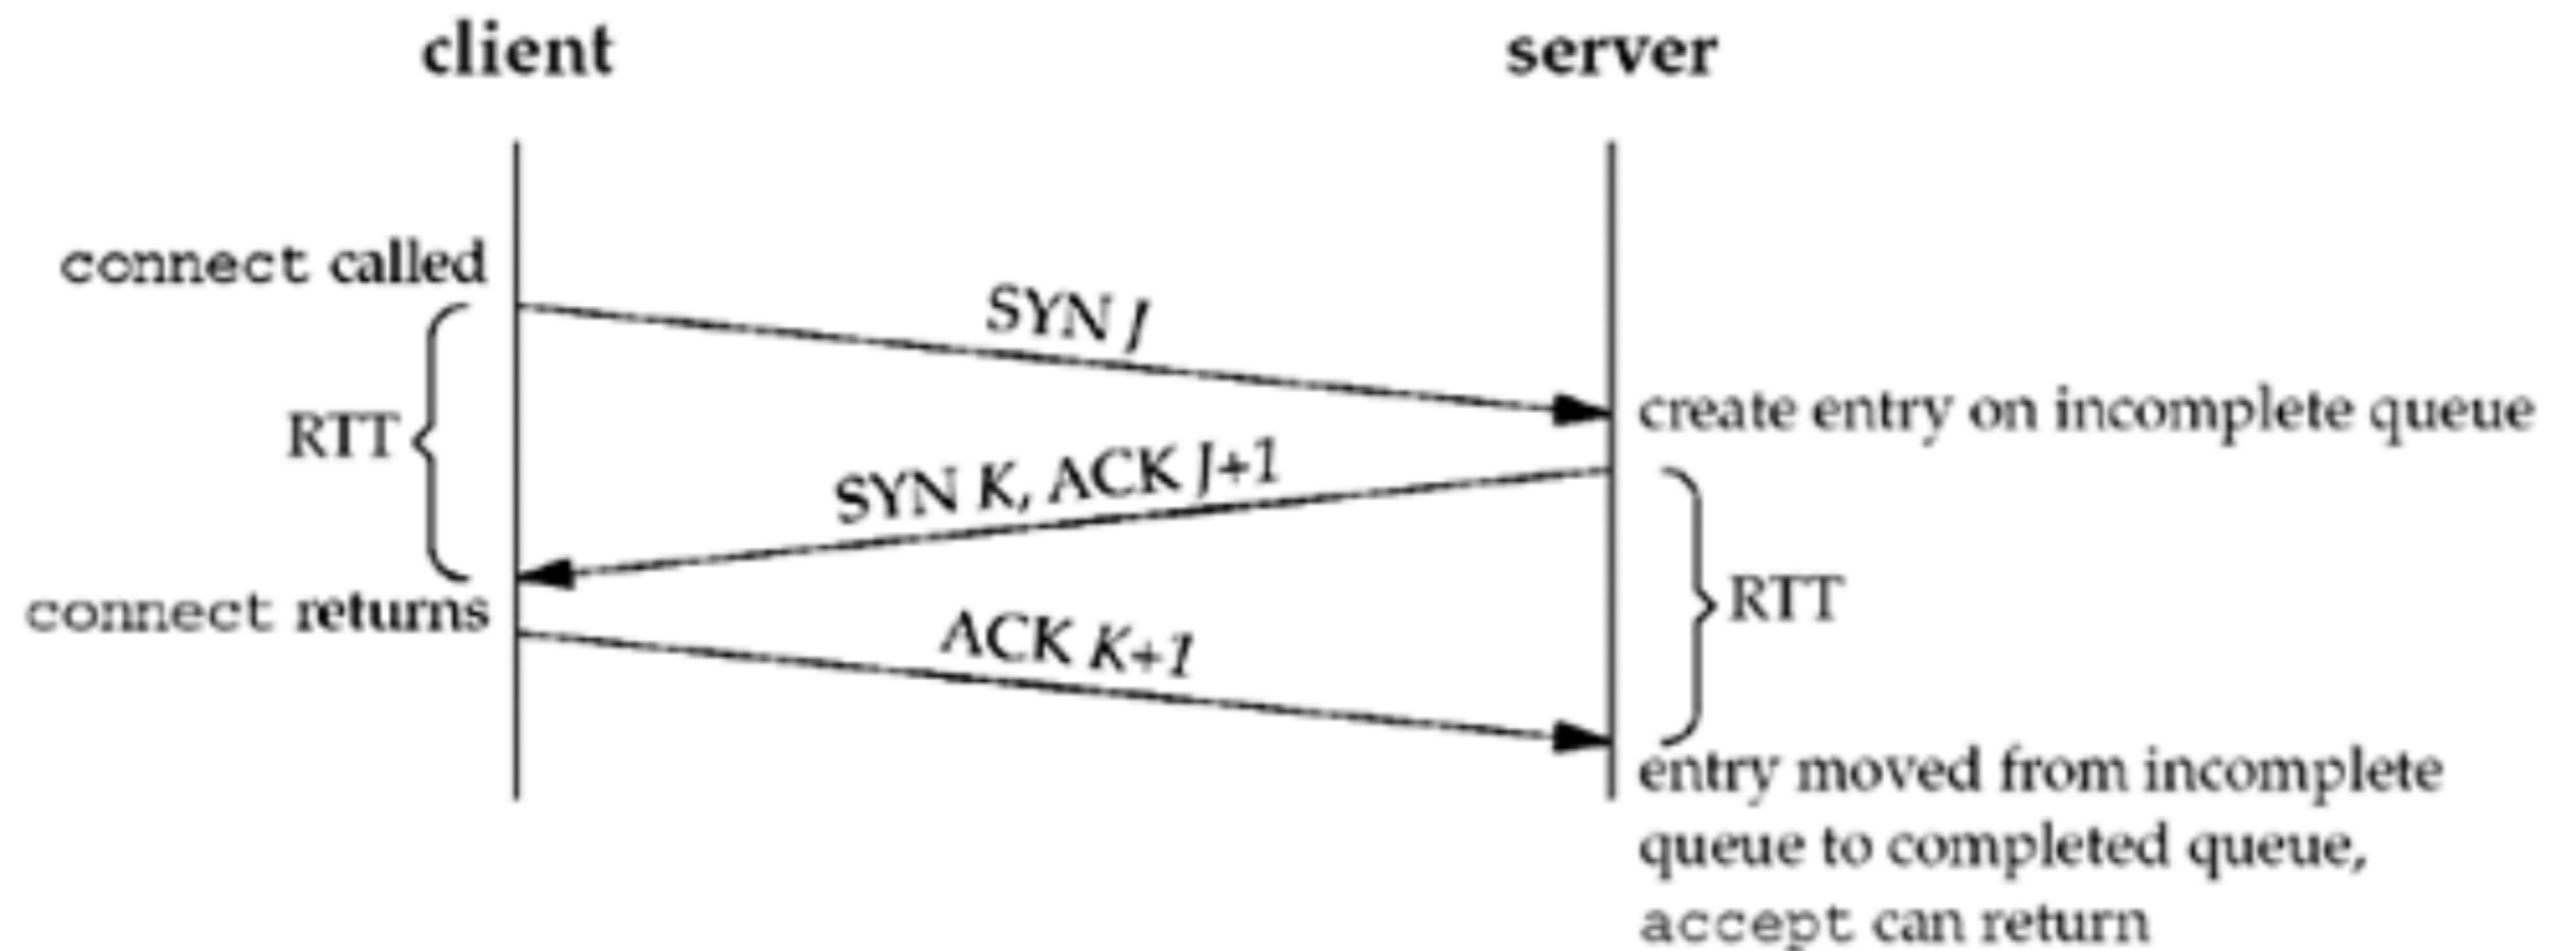 client
server
connect called
SYN J
RTT
create entry on incomplete queue
SYN K, ACK J+1
connect returns
RTT
ACK K+1
entry moved from incomplete
queue to completed queue,
accept can return